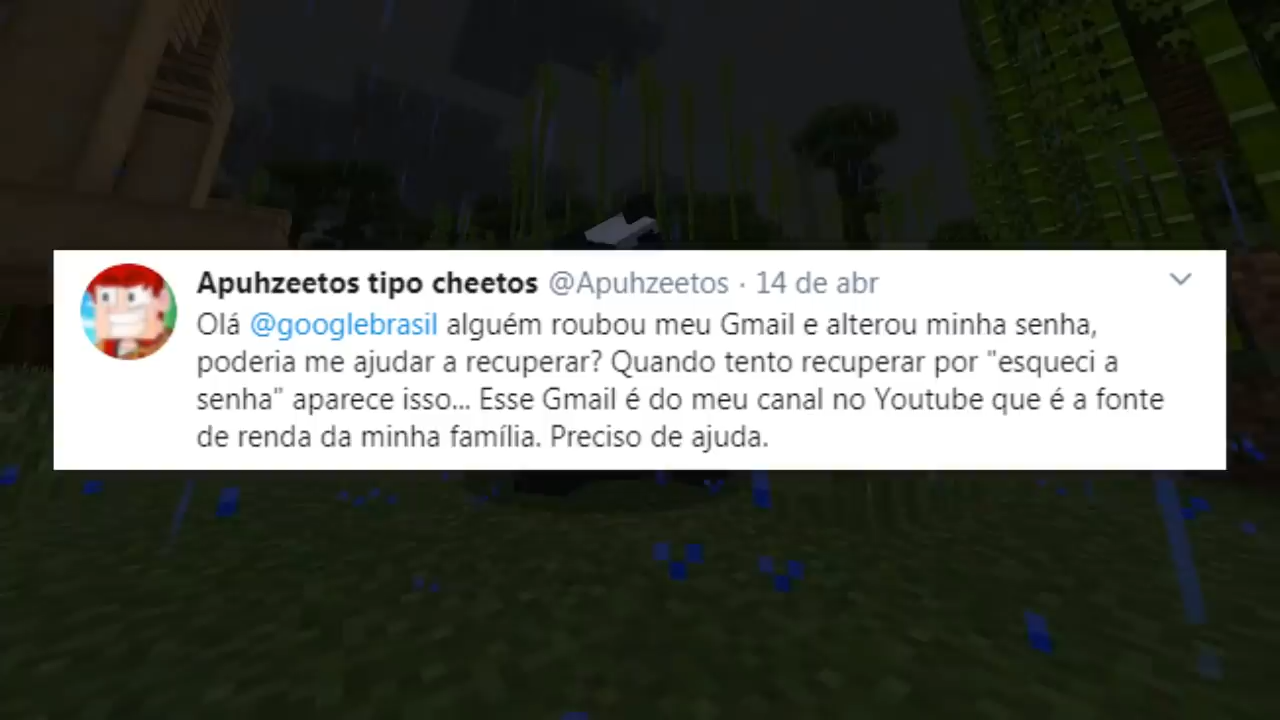 Apuhzeetos tipo cheetos @Apuhzeetos · 14 de abr
Olá @googlebrasil alguém roubou meu Gmail e alterou minha senha,
poderia me ajudar a recuperar? Quando tento recuperar por "esqueci a
senha" aparece isso... Esse Gmail é do meu canal no Youtube que é a fonte
de renda da minha família. Preciso de ajuda.